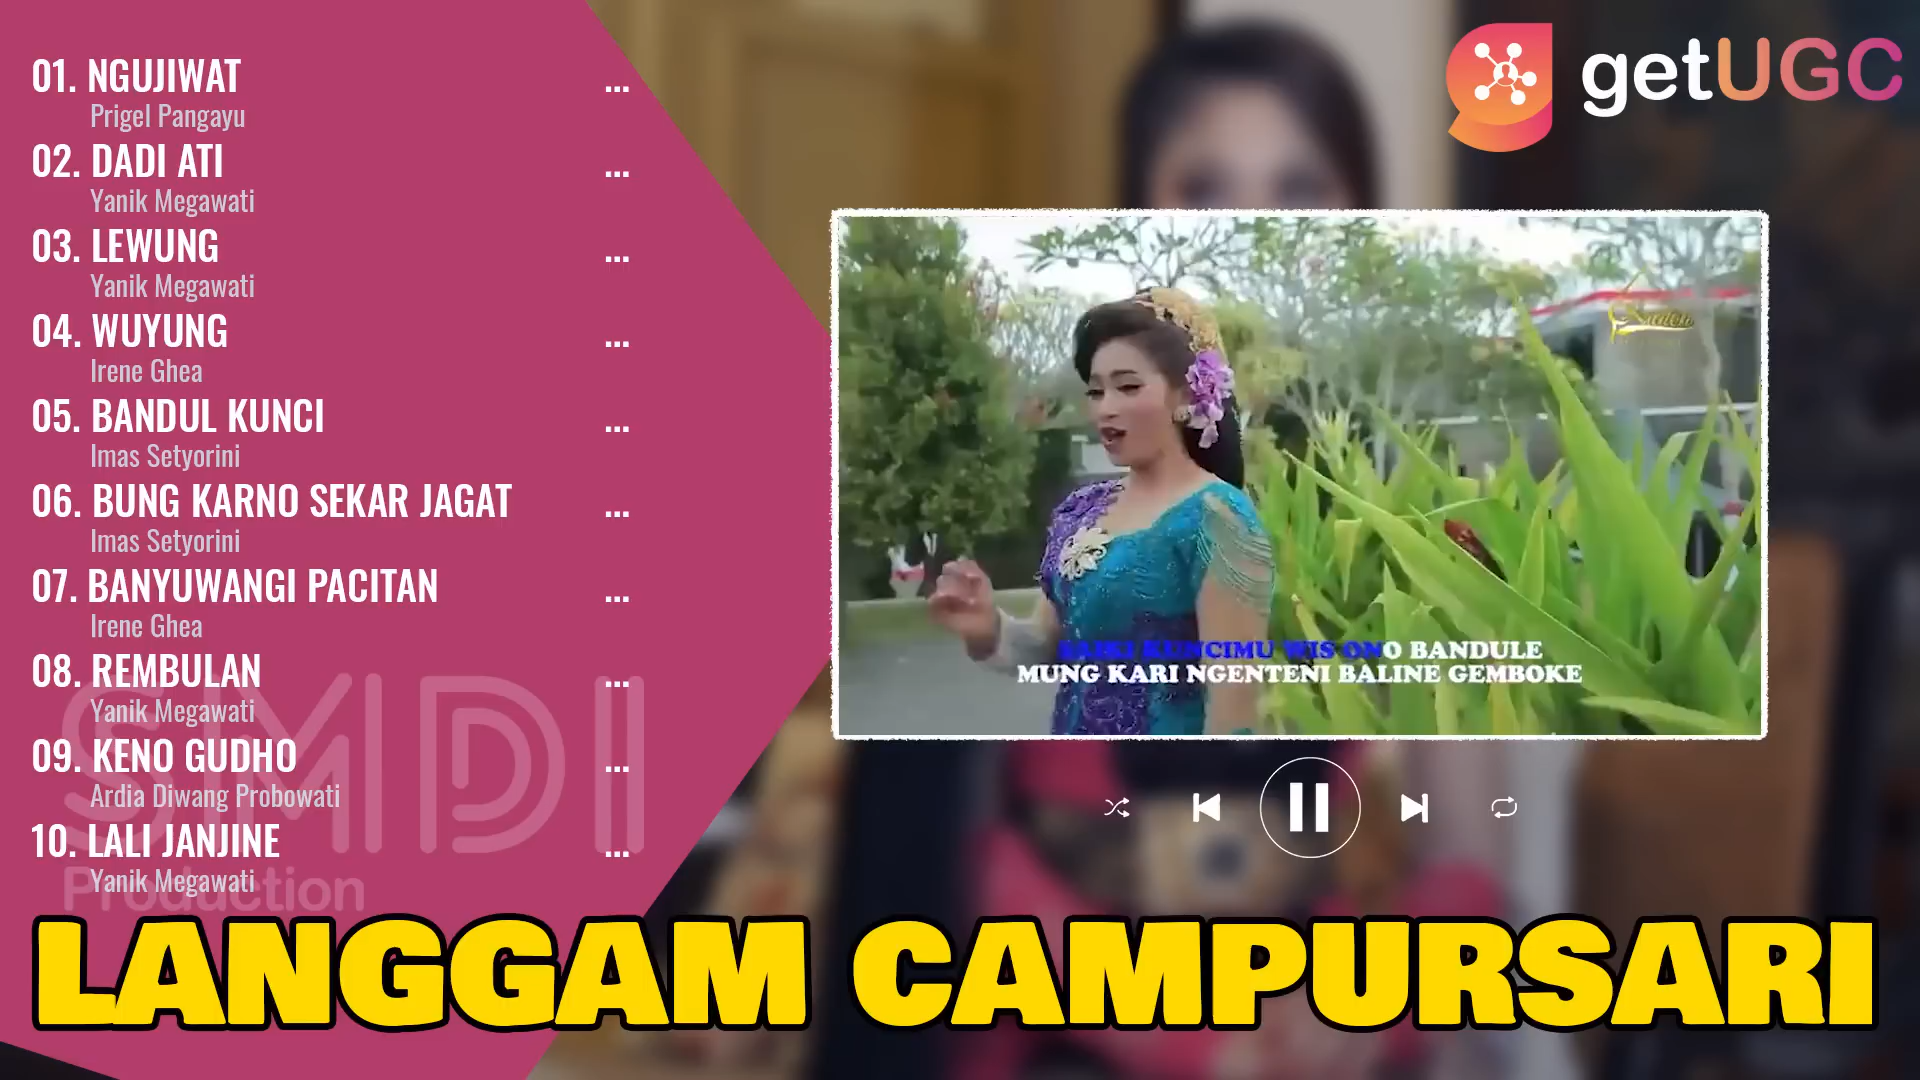 01. NGUJIWAT ...
Prigel Pangayu
02. DADI ATI ...
Yanik Megawati
03. LEWUNG ...
Yanik Megawati
04. WUYUNG ...
Irene Ghea
05. BANDUL KUNCI ...
Imas Setyorini
06. BUNG KARNO SEKAR JAGAT ...
Imas Setyorini
07. BANYUWANGI PACITAN ...
Irene Ghea
08. REMBULAN ...
Yanik Megawati
09. KENO GUDHO ...
Ardia Diwang Probowati
10. LALI JANJINE ...
Yanik Megawati
SMDI
Production
getUGC
SAIKI KUNCIMU WIS ONO BANDULE
MUNG KARI NGENTENI BALINE GEMBOKE
LANGGAM CAMPURSARI